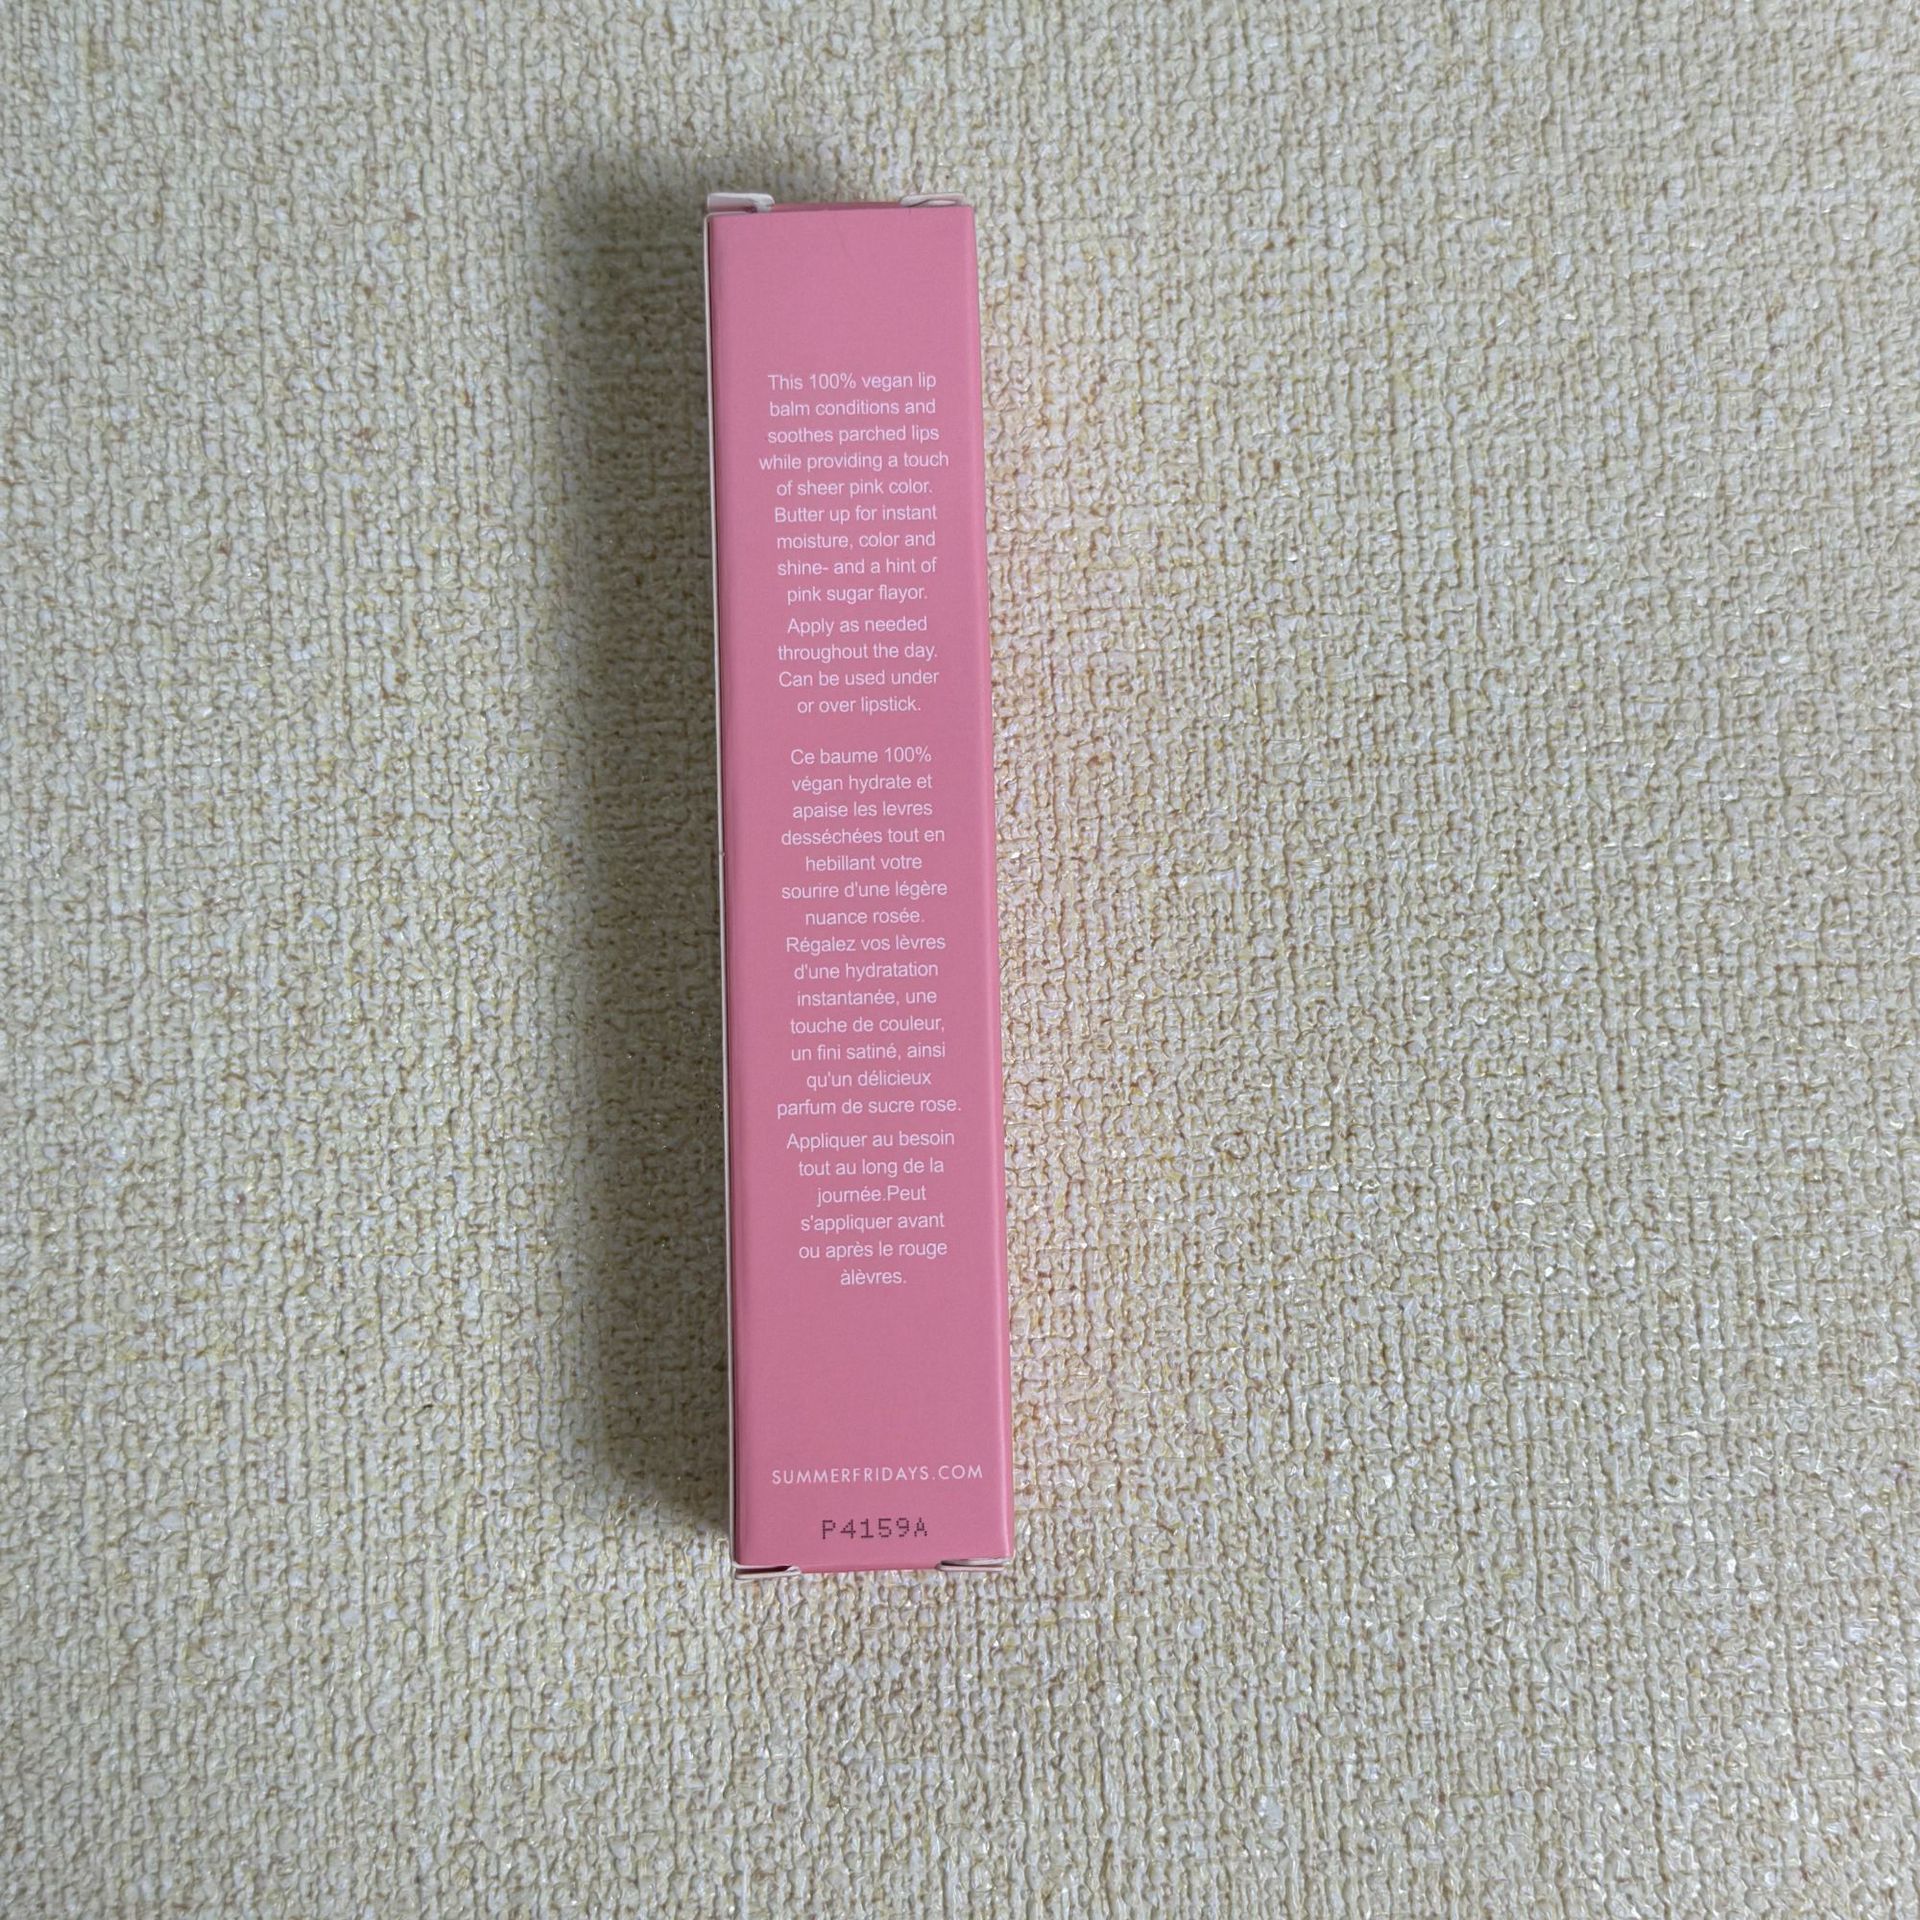 This 100% vegan lip
balm conditions and
soothes parched lips
while providing a touch
of sheer pink color.
Butter up for instant
moisture, color and
shine- and a hint of
pink sugar flayor.
Apply as needed
throughout the day.
Can be used under
or over lipstick.
Ce baume 100%
végan hydrate et
apaise les levres
desséchées tout en
hebillant votre
sourire d'une légère
nuance rosée.
Régalez vos lèvres
d'une hydratation
instantanée, une
touche de couleur,
un fini satiné, ainsi
qu'un délicieux
parfum de sucre rose.
Appliquer au besoin
tout au long de la
journée.Peut
s'appliquer avant
ou après le rouge
àlèvres.
SUMMERFRIDAYS.COM
P4159A